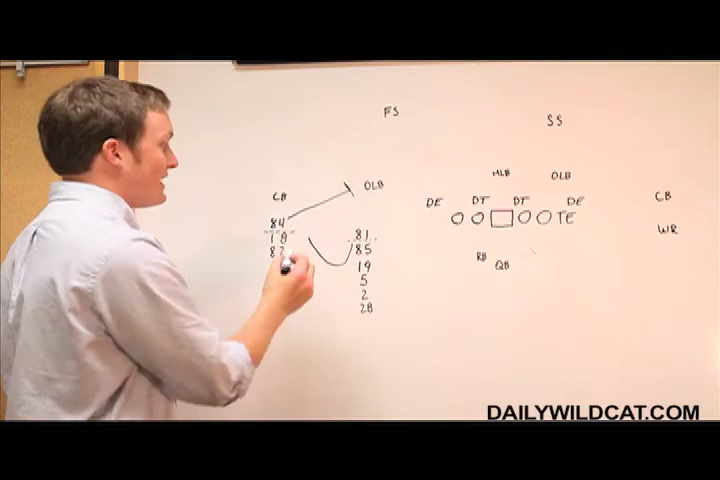 FS
SS
MLB
OLB
OLB
CB
DE
DT
DT
DE
CB
84
TE
WR
18
81
85
RB
QB
19
5
2
28
DAILYWILDCAT.COM